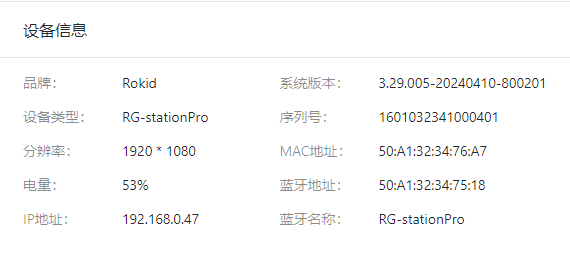 设备信息
品牌： Rokid 系统版本： 3.29.005-20240410-800201
设备类型： RG-stationPro 序列号： 1601032341000401
分辨率： 1920 * 1080 MAC地址： 50:A1:32:34:76:A7
电量： 53% 蓝牙地址： 50:A1:32:34:75:18
IP地址： 192.168.0.47 蓝牙名称： RG-stationPro